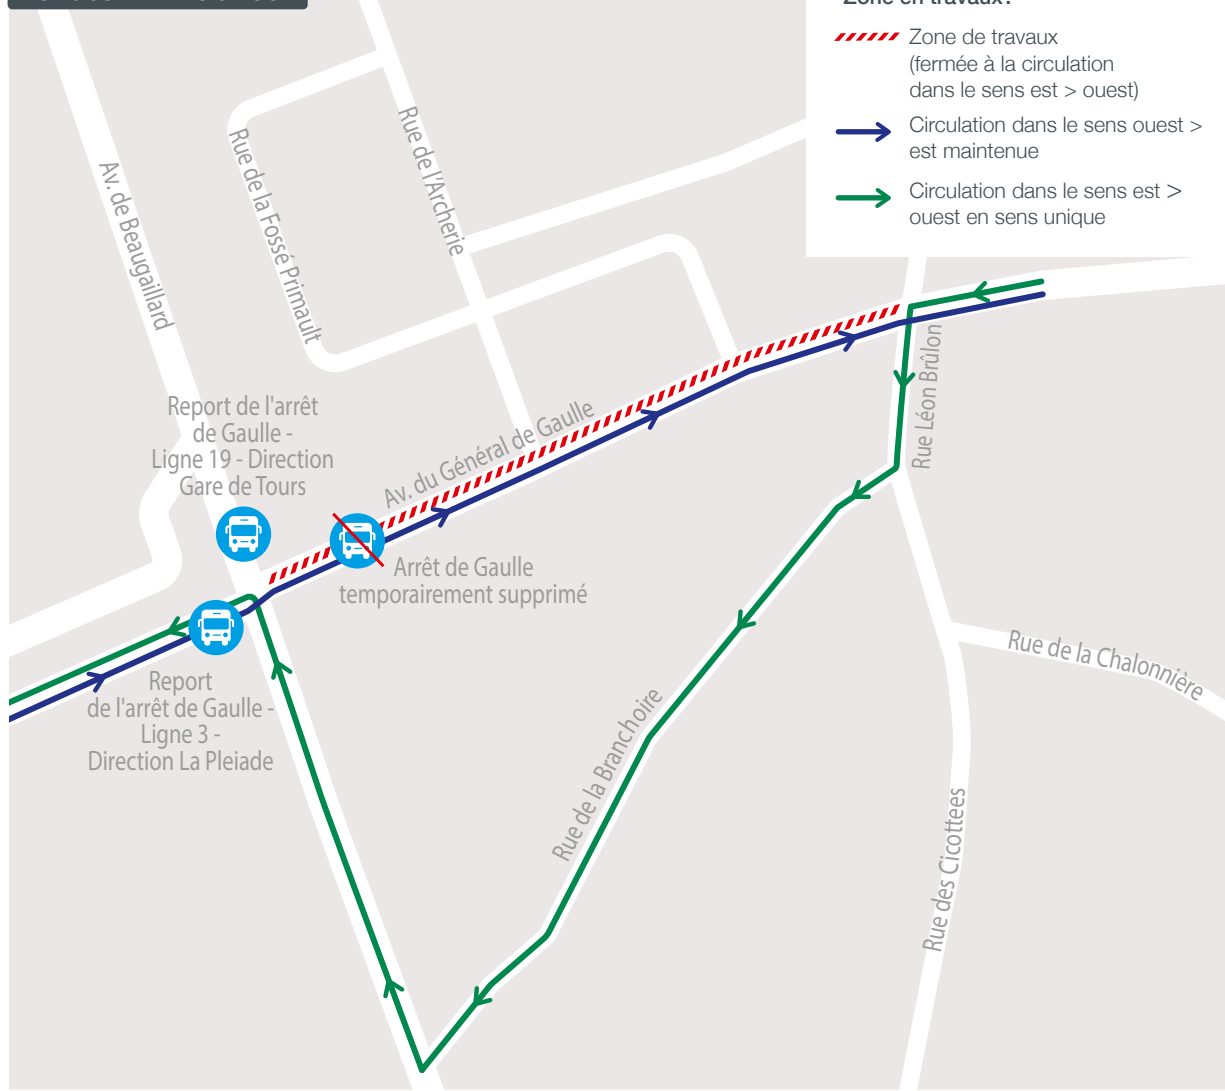 Zone en travaux :
Zone de travaux
(fermée à la circulation
dans le sens est > ouest)
Circulation dans le sens ouest >
est maintenue
Circulation dans le sens est >
ouest en sens unique
Rue de l'Archerie
Rue de la Fossé Primault
Av. de Beaugaillard
Rue Léon Brûlon
Report de l'arrêt
de Gaulle -
Ligne 19 - Direction
Gare de Tours
Av. du Général de Gaulle
Arrêt de Gaulle
temporairement supprimé
Report
de l'arrêt de Gaulle -
Ligne 3 -
Direction La Pleiade
Rue de la Chalonnière
Rue de la Branchoire
Rue des Cicottees